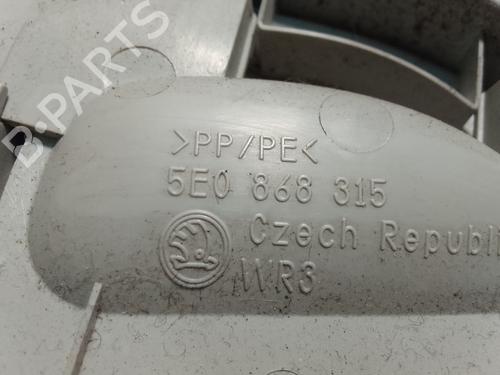 B-PARTS
>PP/PE<
5E0 868 315
Czech Republi
WR3